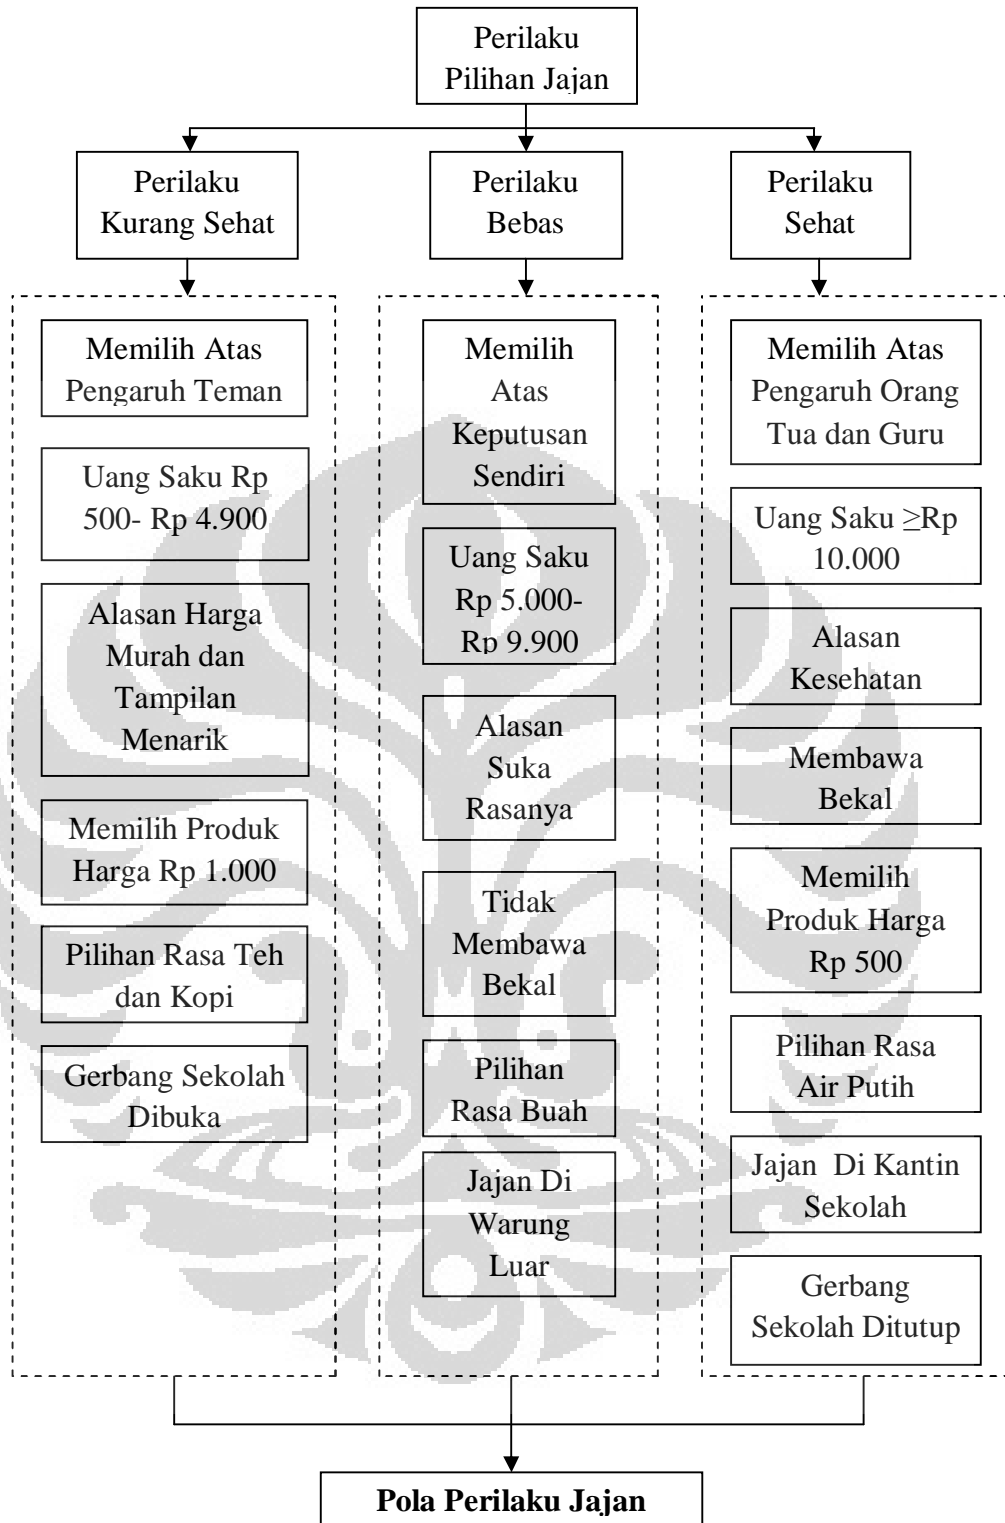 Perilaku
Pilihan Jajan
Perilaku
Kurang Sehat
Perilaku
Bebas
Perilaku
Sehat
Memilih Atas
Pengaruh Teman
Uang Saku Rp
500- Rp 4.900
Alasan Harga
Murah dan
Tampilan
Menarik
Memilih Produk
Harga Rp 1.000
Pilihan Rasa Teh
dan Kopi
Gerbang Sekolah
Dibuka
Memilih
Atas
Keputusan
Sendiri
Uang Saku
Rp 5.000-
Rp 9.900
Alasan
Suka
Rasanya
Tidak
Membawa
Bekal
Pilihan
Rasa Buah
Jajan Di
Warung
Luar
Memilih Atas
Pengaruh Orang
Tua dan Guru
Uang Saku ≥Rp
10.000
Alasan
Kesehatan
Membawa
Bekal
Memilih
Produk Harga
Rp 500
Pilihan Rasa
Air Putih
Jajan  Di Kantin
Sekolah
Gerbang
Sekolah Ditutup
Pola Perilaku Jajan